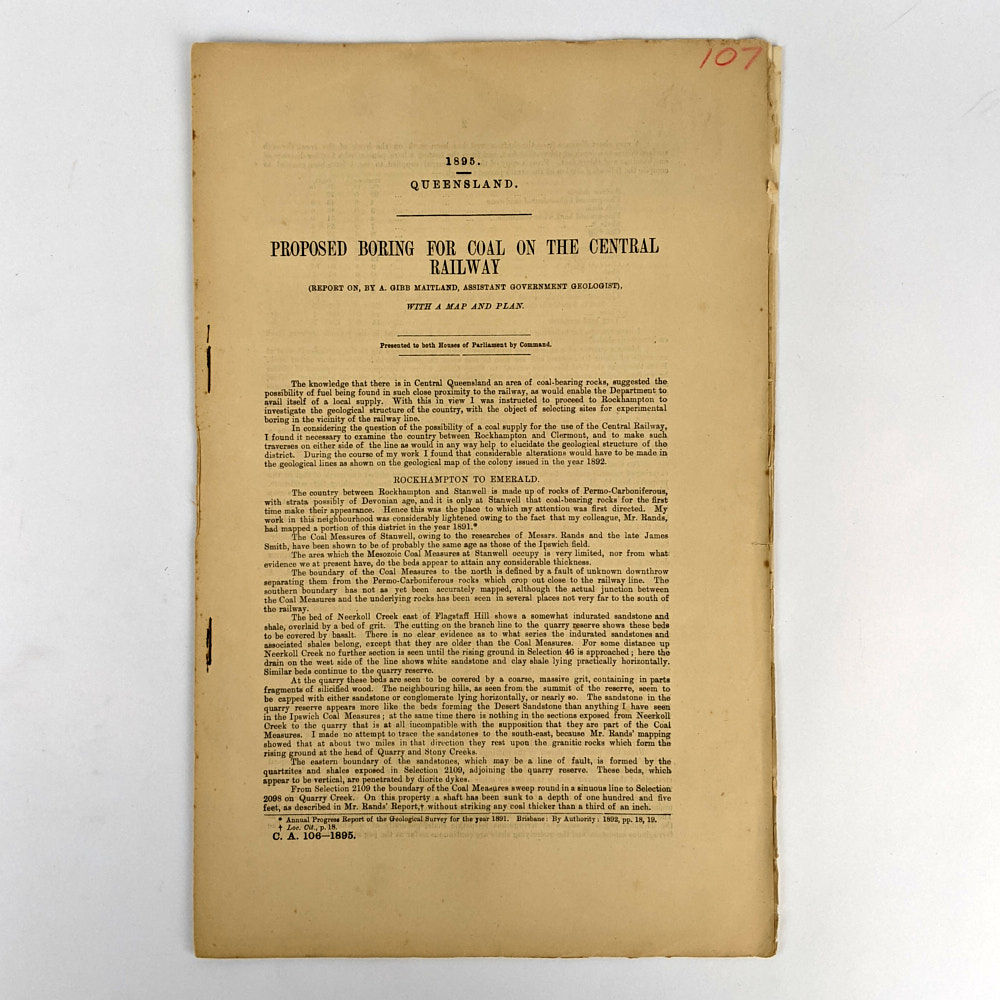 107
1895.
QUEENSLAND.
PROPOSED BORING FOR COAL ON THE CENTRAL
RAILWAY
(REPORT ON, BY A. GIBB MAITLAND, ASSISTANT GOVERNMENT GEOLOGIST),
WITH A MAP AND PLAN.
Presented to both Houses of Parliament by Command.
The knowledge that there is in Central Queensland an area of coal-bearing rocks, suggested the
possibility of fuel being found in such close proximity to the railway, as would enable the Department to
avail itself of a local supply. With this in view I was instructed to proceed to Rockhampton to
investigate the geological structure of the country, with the object of selecting sites for experimental
boring in the vicinity of the railway line.
In considering the question of the possibility of a coal supply for the use of the Central Railway,
I found it necessary to examine the country between Rockhampton and Clermont, and to make such
traverses on either side of the line as would in any way help to elucidate the geological structure of the
district. During the course of my work I found that considerable alterations would have to be made in
the geological lines as shown on the geological map of the colony issued in the year 1892.
ROCKHAMPTON TO EMERALD.
The country between Rockhampton and Stanwell is made up of rocks of Permo-Carboniferous,
with strata possibly of Devonian age, and it is only at Stanwell that coal-bearing rocks for the first
time make their appearance. Hence this was the place to which my attention was first directed. My
work in this neighbourhood was considerably lightened owing to the fact that my colleague, Mr. Rands,
had mapped a portion of this district in the year 1891.*
The Coal Measures of Stanwell, owing to the researches of Messrs. Rands and the late James
Smith, have been shown to be of probably the same age as those of the Ipswich field.
The area which the Mesozoic Coal Measures at Stanwell occupy is very limited, nor from what
evidence we at present have, do the beds appear to attain any considerable thickness.
The boundary of the Coal Measures to the north is defined by a fault of unknown downthrow
separating them from the Permo-Carboniferous rocks which crop out close to the railway line. The
southern boundary has not as yet been accurately mapped, although the actual junction between
the Coal Measures and the underlying rocks has been seen in several places not very far to the south of
the railway.
The bed of Neerkoll Creek east of Flagstaff Hill shows a somewhat indurated sandstone and
shale, overlaid by a bed of grit. The cutting on the branch line to the quarry reserve shows these beds
to be covered by basalt. There is no clear evidence as to what series the indurated sandstones and
associated shales belong, except that they are older than the Coal Measures. For some distance up
Neerkoll Creek no further section is seen until the rising ground in Selection 46 is approached; here the
drain on the west side of the line shows white sandstone and clay shale lying practically horizontally.
Similar beds continue to the quarry reserve.
At the quarry these beds are seen to be covered by a coarse, massive grit, containing in parts
fragments of silicified wood. The neighbouring hills, as seen from the summit of the reserve, seem to
be capped with either sandstone or conglomerate lying horizontally, or nearly so. The sandstone in the
quarry reserve appears more like the beds forming the Desert Sandstone than anything I have seen
in the Ipswich Coal Measures; at the same time there is nothing in the sections exposed from Neerkoll
Creek to the quarry that is at all incompatible with the supposition that they are part of the Coal
Measures. I made no attempt to trace the sandstones to the south-east, because Mr. Rands' mapping
showed that at about two miles in that direction they rest upon the granitic rocks which form the
rising ground at the head of Quarry and Stony Creeks.
The eastern boundary of the sandstones, which may be a line of fault, is formed by the
quartzites and shales exposed in Selection 2109, adjoining the quarry reserve. These beds, which
appear to be vertical, are penetrated by diorite dykes.
From Selection 2109 the boundary of the Coal Measures sweep round in a sinuous line to Selection
2098 on Quarry Creek. On this property a shaft has been sunk to a depth of one hundred and five
feet, as described in Mr. Rands' Report,† without striking any coal thicker than a third of an inch.
* Annual Progress Report of the Geological Survey for the year 1891. Brisbane: By Authority: 1892, pp. 18, 19.
† Loc. Cit., p. 18.
C. A. 106—1895.